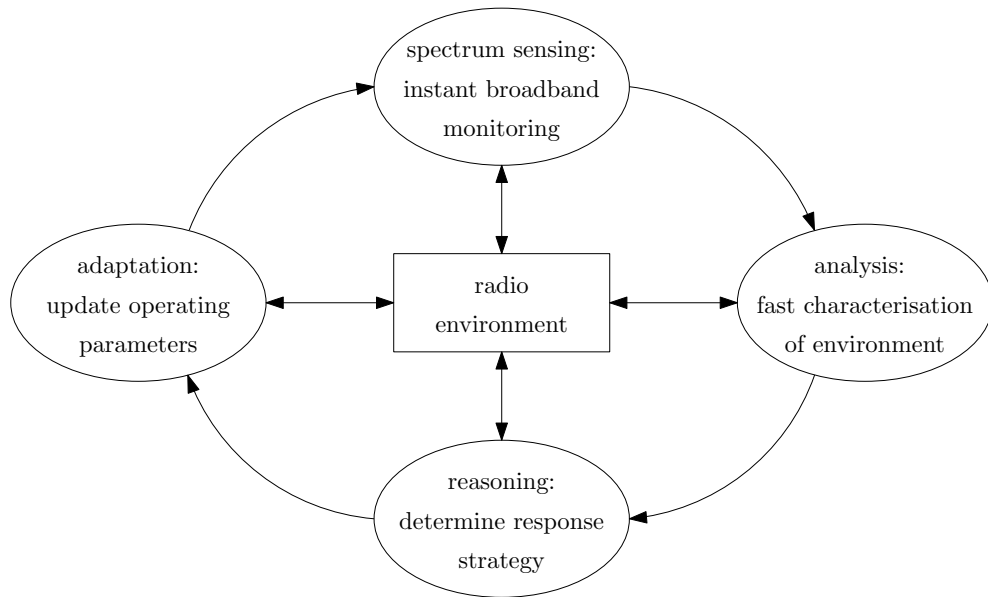 spectrum sensing:
instant broadband
monitoring
adaptation:
update operating
parameters
radio
environment
analysis:
fast characterisation
of environment
reasoning:
determine response
strategy